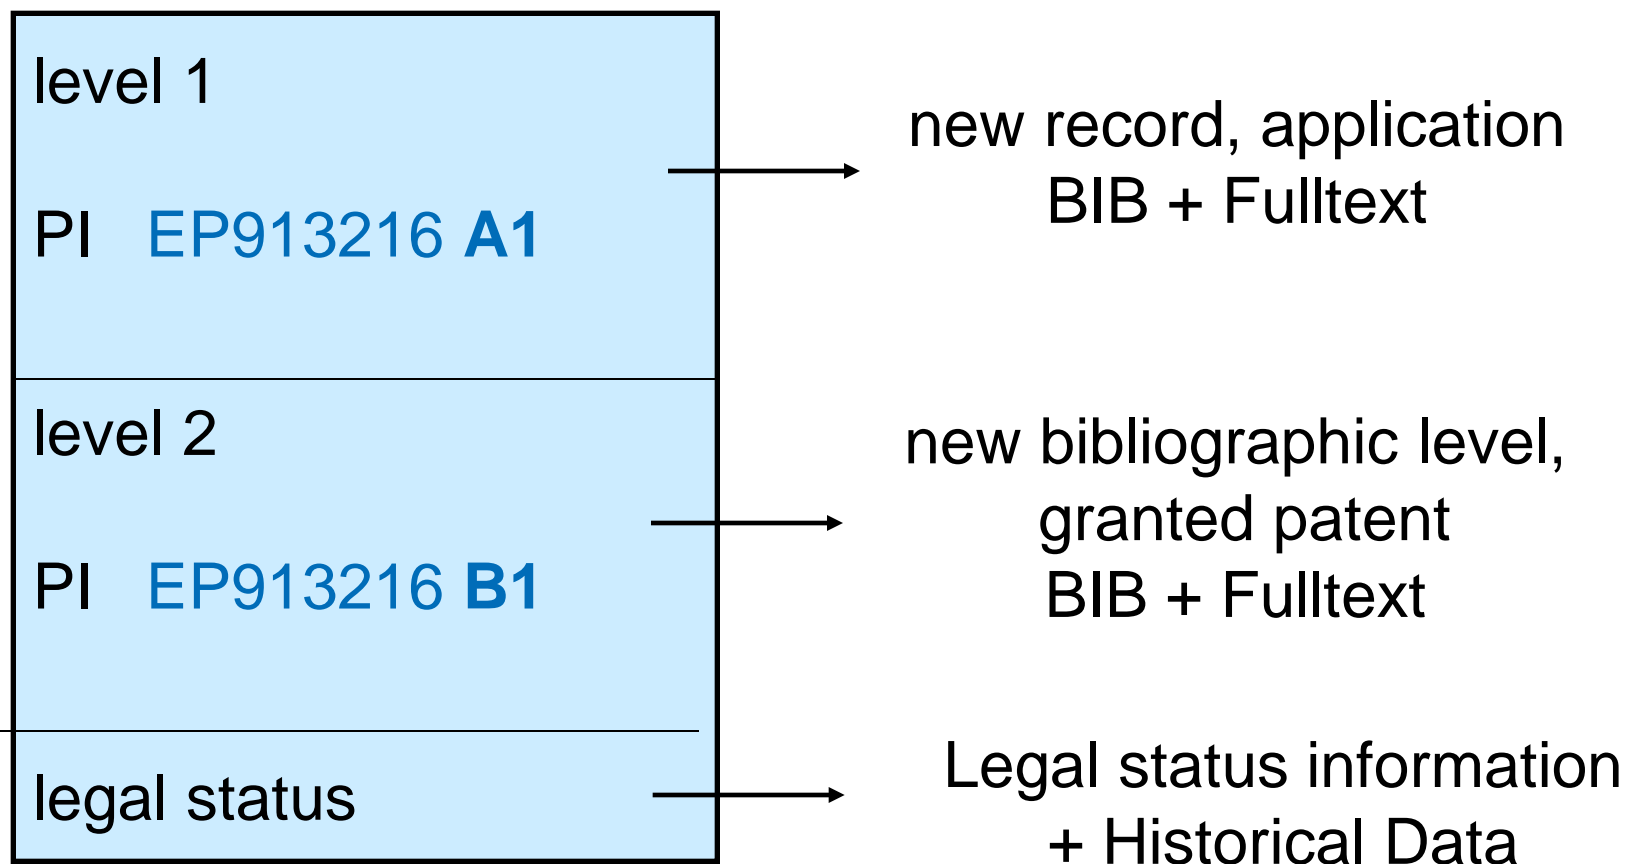 level 1
new record, application
BIB + Fulltext
PI EP913216 A1
level 2
new bibliographic level,
granted patent
BIB + Fulltext
PI EP913216 B1
legal status
Legal status information
+ Historical Data